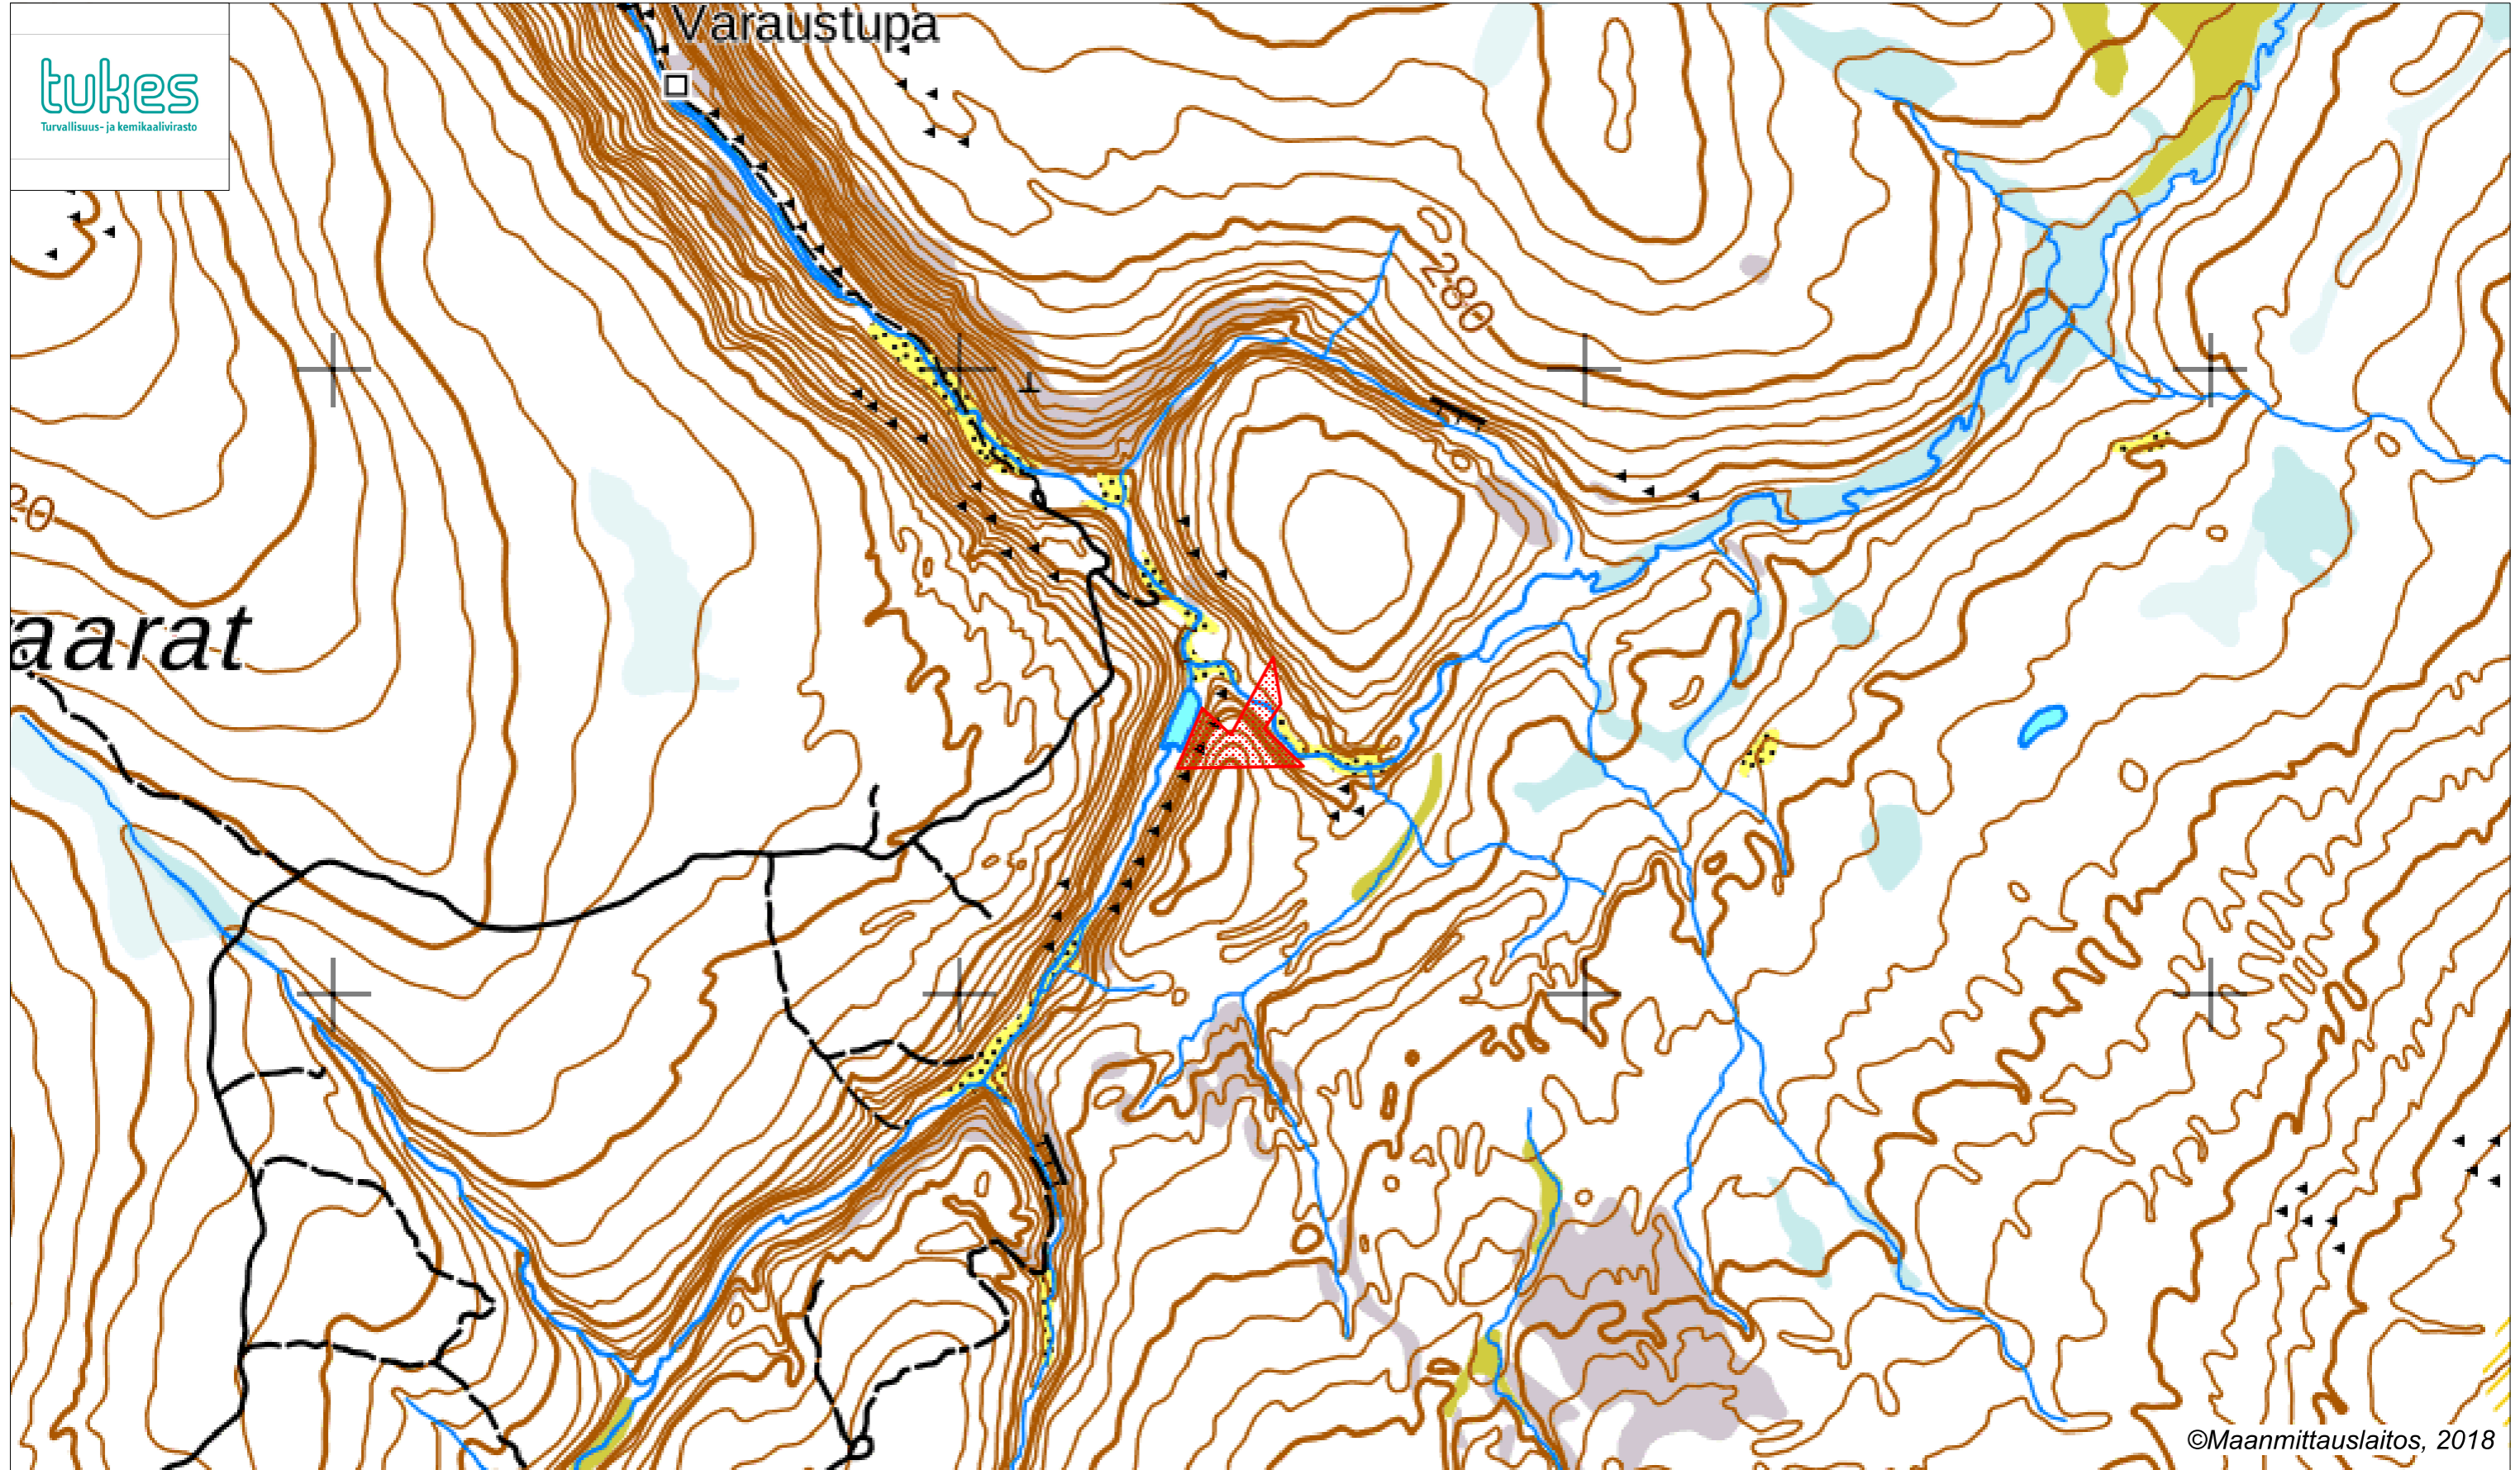 Varaustupa
tukes
Turvallisuus- ja kemikaalivirasto
280
20
aarat
©Maanmittauslaitos, 2018